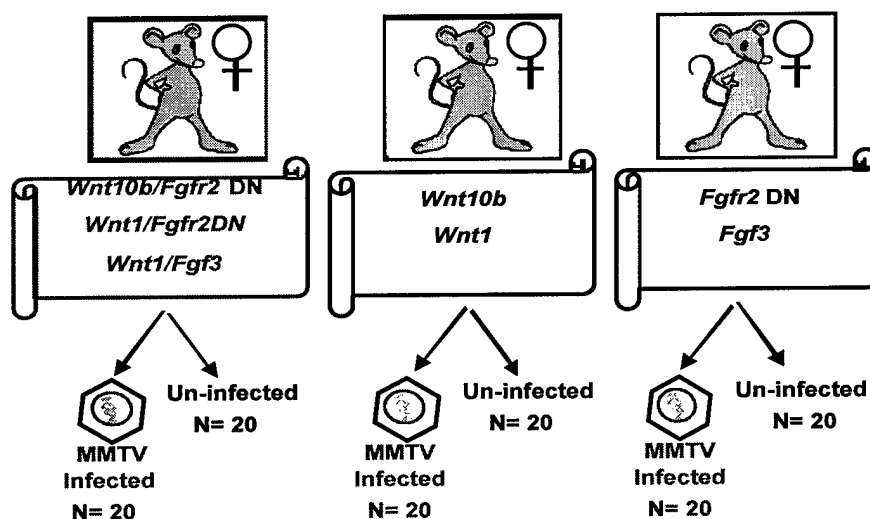 Wnt10b/Fgfr2 DN
Wnt1/Fgfr2DN
Wnt1/Fgf3
Wnt10b
Wnt1
Fgfr2 DN
Fgf3
MMTV
Infected
N= 20
Un-infected
N= 20
MMTV
Infected
N= 20
Un-infected
N= 20
MMTV
Infected
N= 20
Un-infected
N= 20